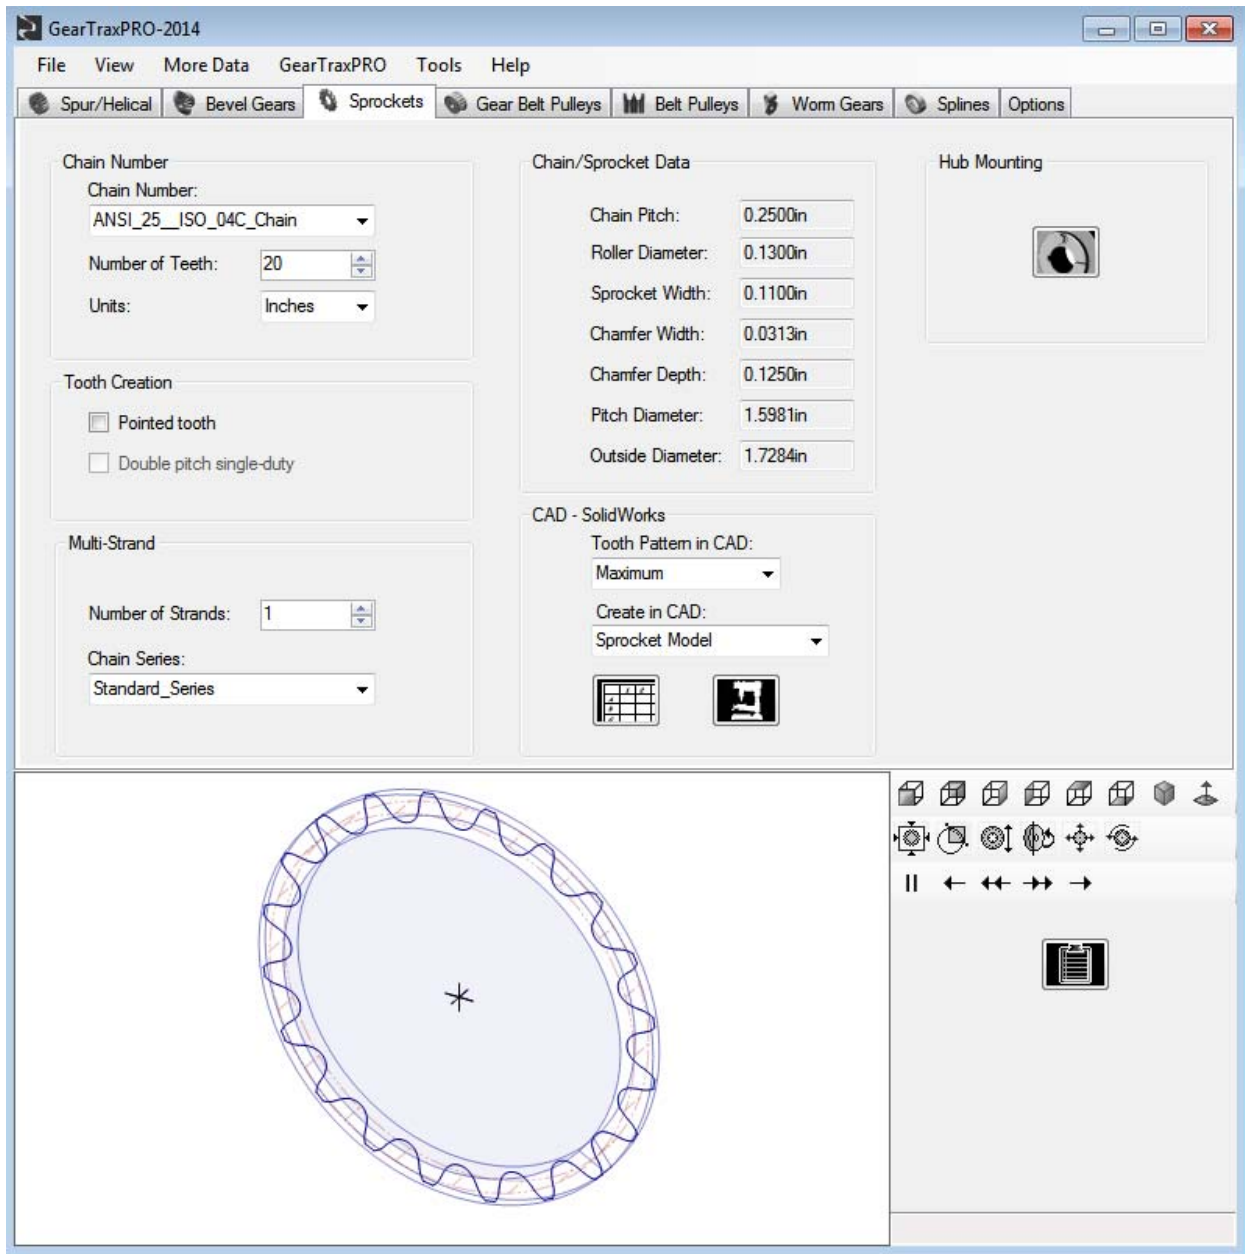 GearTraxPRO-2014
File View More Data GearTraxPRO Tools Help
Spur/Helical Bevel Gears Sprockets Gear Belt Pulleys Belt Pulleys Worm Gears Splines Options
Chain Number
Chain Number:
ANSI_25__ISO_04C_Chain
Number of Teeth: 20
Units: Inches
Tooth Creation
Pointed tooth
Double pitch single-duty
Multi-Strand
Number of Strands: 1
Chain Series:
Standard_Series
Chain/Sprocket Data
Chain Pitch: 0.2500in
Roller Diameter: 0.1300in
Sprocket Width: 0.1100in
Chamfer Width: 0.0313in
Chamfer Depth: 0.1250in
Pitch Diameter: 1.5981in
Outside Diameter: 1.7284in
CAD - SolidWorks
Tooth Pattern in CAD:
Maximum
Create in CAD:
Sprocket Model
Hub Mounting